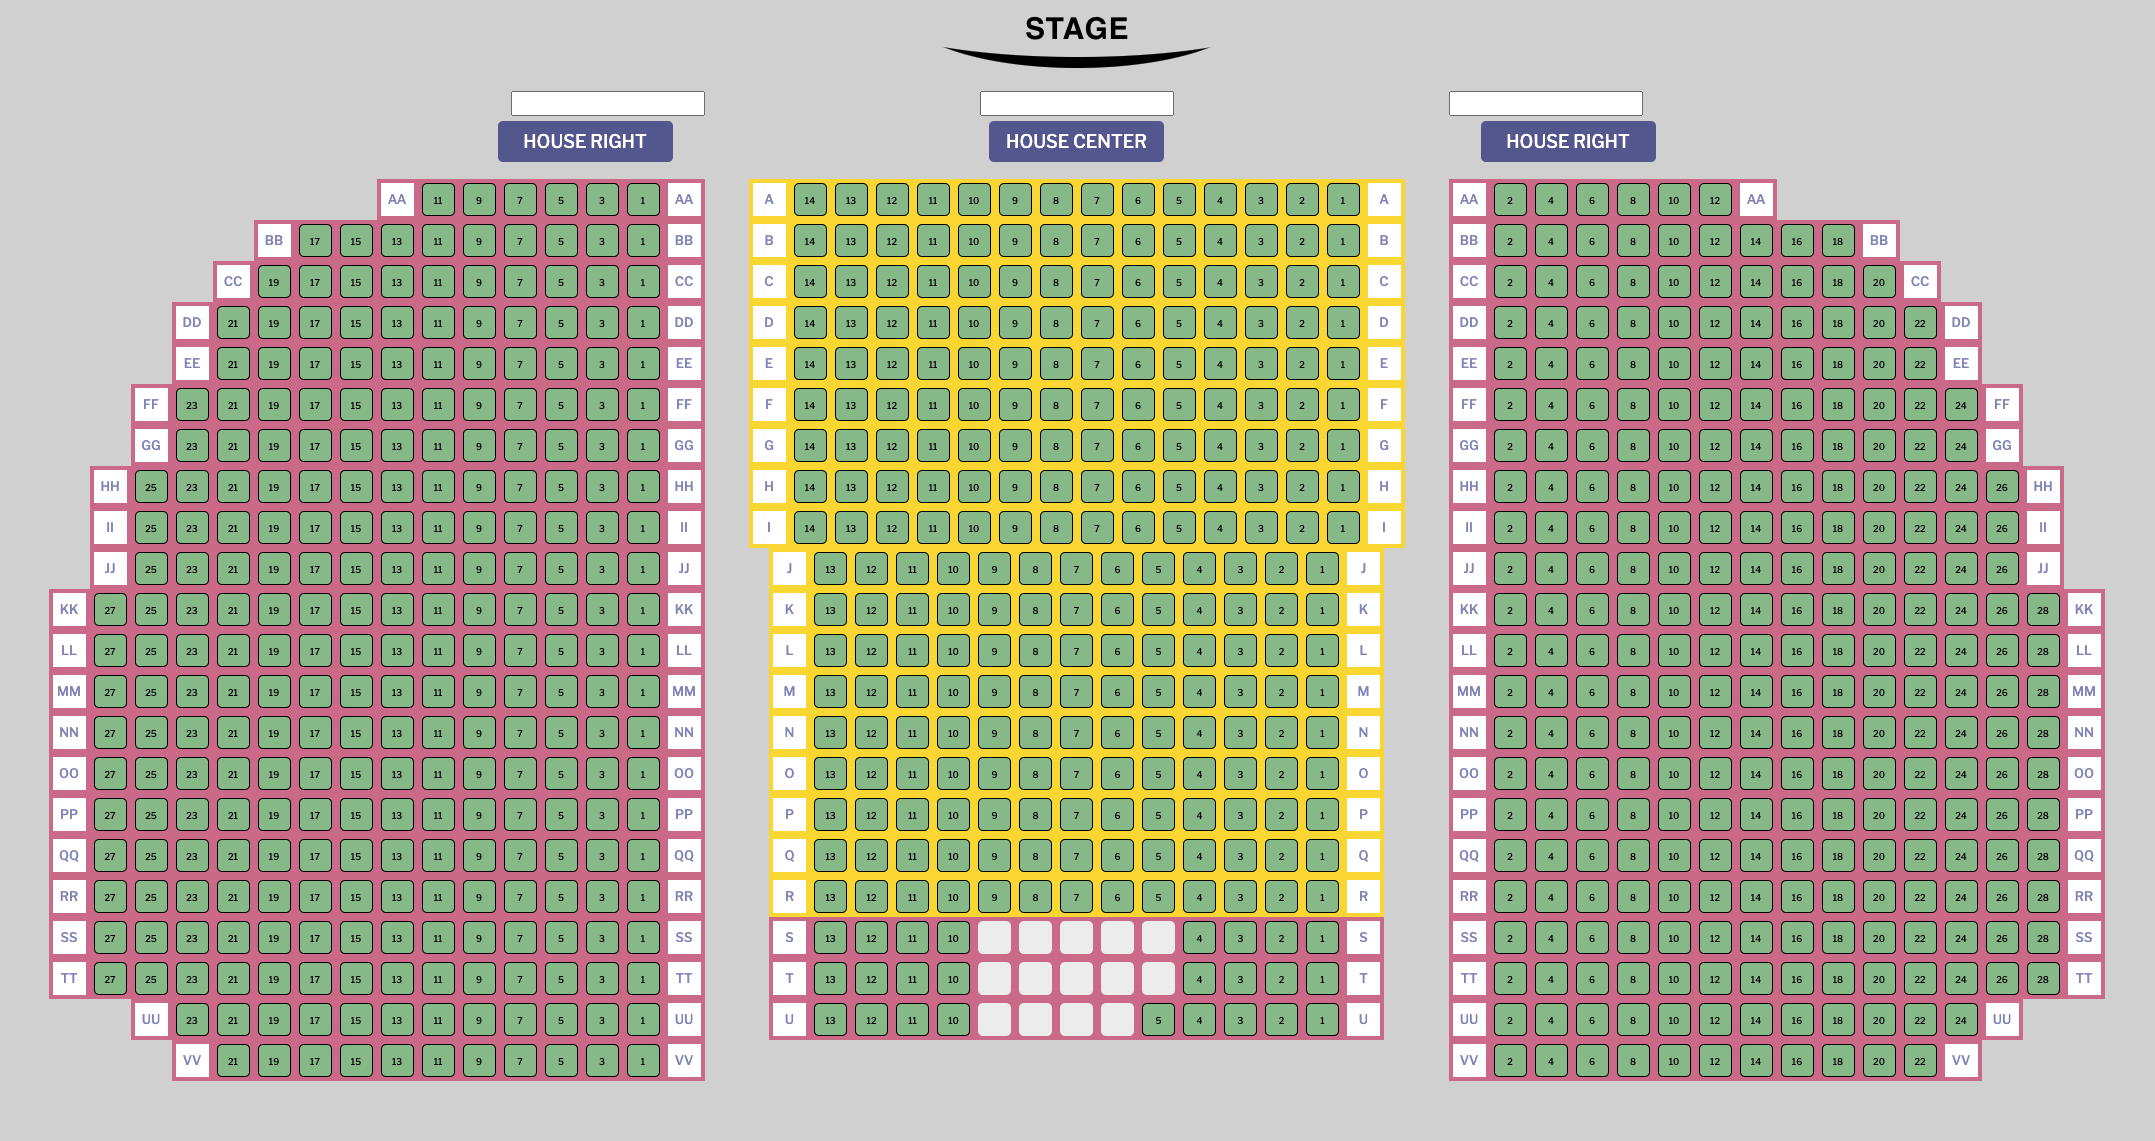 STAGE
HOUSE RIGHT HOUSE CENTER HOUSE RIGHT
AA 11 9 7 5 3 1 AA A 14 13 12 11 10 9 8 7 6 5 4 3 2 1 A AA 2 4 6 8 10 12 AA
BB 17 15 13 11 9 7 5 3 1 BB B 14 13 12 11 10 9 8 7 6 5 4 3 2 1 B BB 2 4 6 8 10 12 14 16 18 BB
CC 19 17 15 13 11 9 7 5 3 1 CC C 14 13 12 11 10 9 8 7 6 5 4 3 2 1 C CC 2 4 6 8 10 12 14 16 18 20 CC
DD 21 19 17 15 13 11 9 7 5 3 1 DD D 14 13 12 11 10 9 8 7 6 5 4 3 2 1 D DD 2 4 6 8 10 12 14 16 18 20 22 DD
EE 21 19 17 15 13 11 9 7 5 3 1 EE E 14 13 12 11 10 9 8 7 6 5 4 3 2 1 E EE 2 4 6 8 10 12 14 16 18 20 22 EE
FF 23 21 19 17 15 13 11 9 7 5 3 1 FF F 14 13 12 11 10 9 8 7 6 5 4 3 2 1 F FF 2 4 6 8 10 12 14 16 18 20 22 24 FF
GG 23 21 19 17 15 13 11 9 7 5 3 1 GG G 14 13 12 11 10 9 8 7 6 5 4 3 2 1 G GG 2 4 6 8 10 12 14 16 18 20 22 24 GG
HH 25 23 21 19 17 15 13 11 9 7 5 3 1 HH H 14 13 12 11 10 9 8 7 6 5 4 3 2 1 H HH 2 4 6 8 10 12 14 16 18 20 22 24 26 HH
II 25 23 21 19 17 15 13 11 9 7 5 3 1 II I 14 13 12 11 10 9 8 7 6 5 4 3 2 1 I II 2 4 6 8 10 12 14 16 18 20 22 24 26 II
JJ 25 23 21 19 17 15 13 11 9 7 5 3 1 JJ J 13 12 11 10 9 8 7 6 5 4 3 2 1 J JJ 2 4 6 8 10 12 14 16 18 20 22 24 26 JJ
KK 27 25 23 21 19 17 15 13 11 9 7 5 3 1 KK K 13 12 11 10 9 8 7 6 5 4 3 2 1 K KK 2 4 6 8 10 12 14 16 18 20 22 24 26 28 KK
LL 27 25 23 21 19 17 15 13 11 9 7 5 3 1 LL L 13 12 11 10 9 8 7 6 5 4 3 2 1 L LL 2 4 6 8 10 12 14 16 18 20 22 24 26 28 LL
MM 27 25 23 21 19 17 15 13 11 9 7 5 3 1 MM M 13 12 11 10 9 8 7 6 5 4 3 2 1 M MM 2 4 6 8 10 12 14 16 18 20 22 24 26 28 MM
NN 27 25 23 21 19 17 15 13 11 9 7 5 3 1 NN N 13 12 11 10 9 8 7 6 5 4 3 2 1 N NN 2 4 6 8 10 12 14 16 18 20 22 24 26 28 NN
OO 27 25 23 21 19 17 15 13 11 9 7 5 3 1 OO O 13 12 11 10 9 8 7 6 5 4 3 2 1 O OO 2 4 6 8 10 12 14 16 18 20 22 24 26 28 OO
PP 27 25 23 21 19 17 15 13 11 9 7 5 3 1 PP P 13 12 11 10 9 8 7 6 5 4 3 2 1 P PP 2 4 6 8 10 12 14 16 18 20 22 24 26 28 PP
QQ 27 25 23 21 19 17 15 13 11 9 7 5 3 1 QQ Q 13 12 11 10 9 8 7 6 5 4 3 2 1 Q QQ 2 4 6 8 10 12 14 16 18 20 22 24 26 28 QQ
RR 27 25 23 21 19 17 15 13 11 9 7 5 3 1 RR R 13 12 11 10 9 8 7 6 5 4 3 2 1 R RR 2 4 6 8 10 12 14 16 18 20 22 24 26 28 RR
SS 27 25 23 21 19 17 15 13 11 9 7 5 3 1 SS S 13 12 11 10 4 3 2 1 S SS 2 4 6 8 10 12 14 16 18 20 22 24 26 28 SS
TT 27 25 23 21 19 17 15 13 11 9 7 5 3 1 TT T 13 12 11 10 4 3 2 1 T TT 2 4 6 8 10 12 14 16 18 20 22 24 26 28 TT
UU 23 21 19 17 15 13 11 9 7 5 3 1 UU U 13 12 11 10 5 4 3 2 1 U UU 2 4 6 8 10 12 14 16 18 20 22 24 UU
VV 21 19 17 15 13 11 9 7 5 3 1 VV VV 2 4 6 8 10 12 14 16 18 20 22 VV